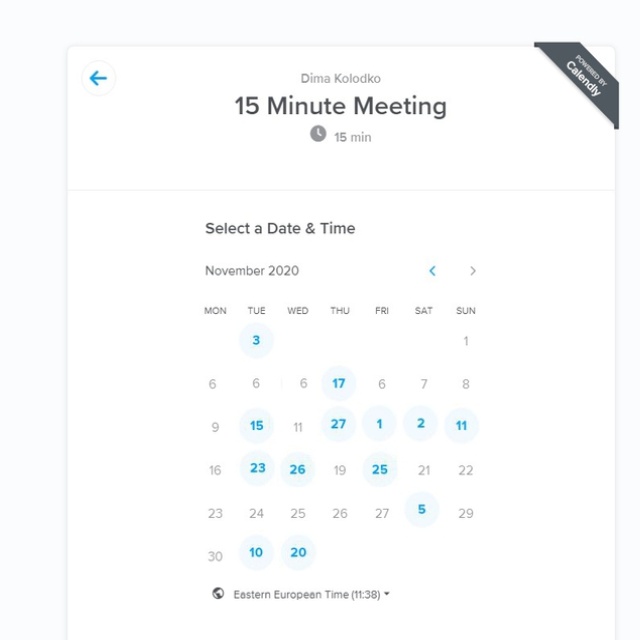 POWERED BY
Calendly
Dima Kolodko
15 Minute Meeting
15 min
Select a Date & Time
November 2020
MON TUE WED THU FRI SAT SUN
3 1
6 6 6 17 6 7 8
9 15 11 27 1 2 11
16 23 26 19 25 21 22
23 24 25 26 27 5 29
30 10 20
Eastern European Time (11:38)